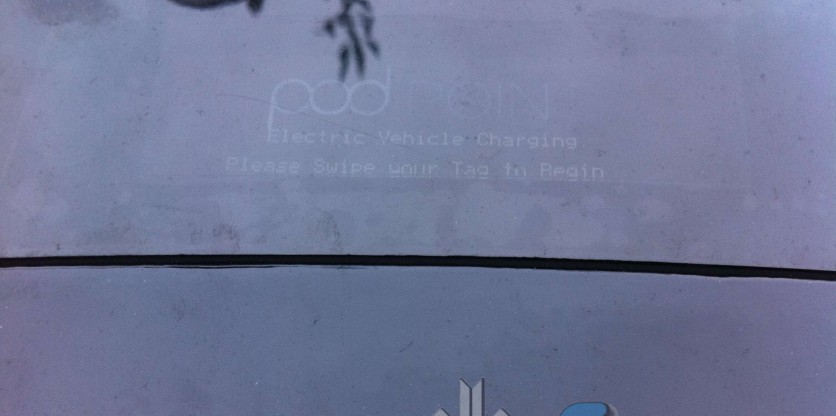 pod POINT
Electric Vehicle Charging
Please Swipe your Tag to Begin